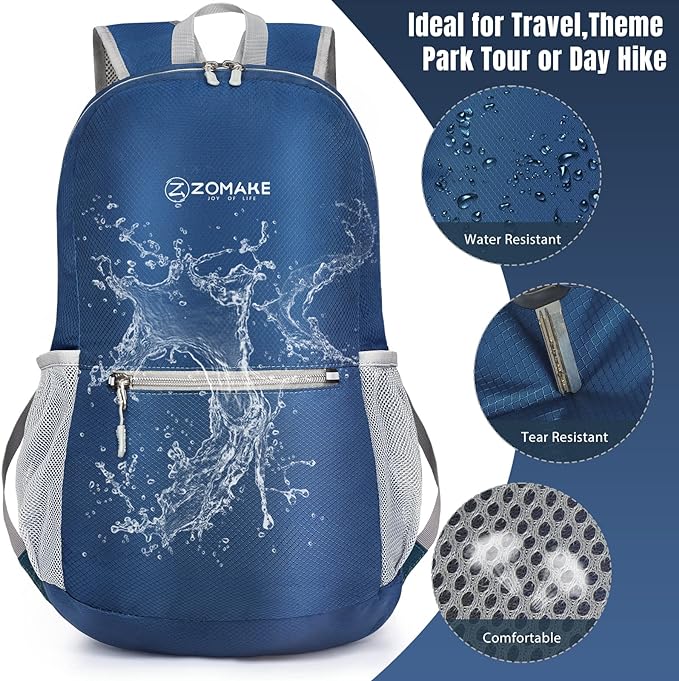 Ideal for Travel,Theme
Park Tour or Day Hike
ZOMAKE
JOY OF LIFE
Water Resistant
Tear Resistant
Comfortable